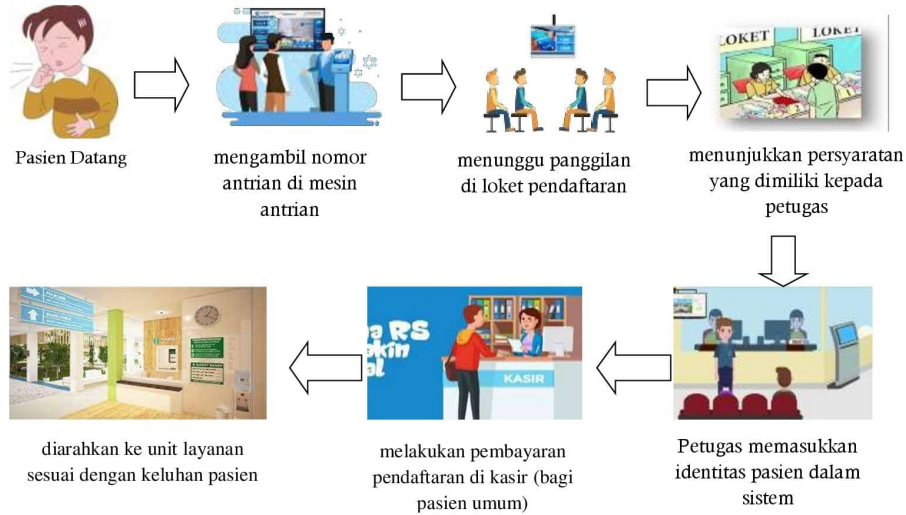 LOKET
LOKET
Pasien Datang
mengambil nomor
antrian di mesin
antrian
menunggu panggilan
di loket pendaftaran
menunjukkan persyaratan
yang dimiliki kepada
petugas
RS
KASIR
diarahkan ke unit layanan
sesuai dengan keluhan pasien
melakukan pembayaran
pendaftaran di kasir (bagi
pasien umum)
Petugas memasukkan
identitas pasien dalam
sistem